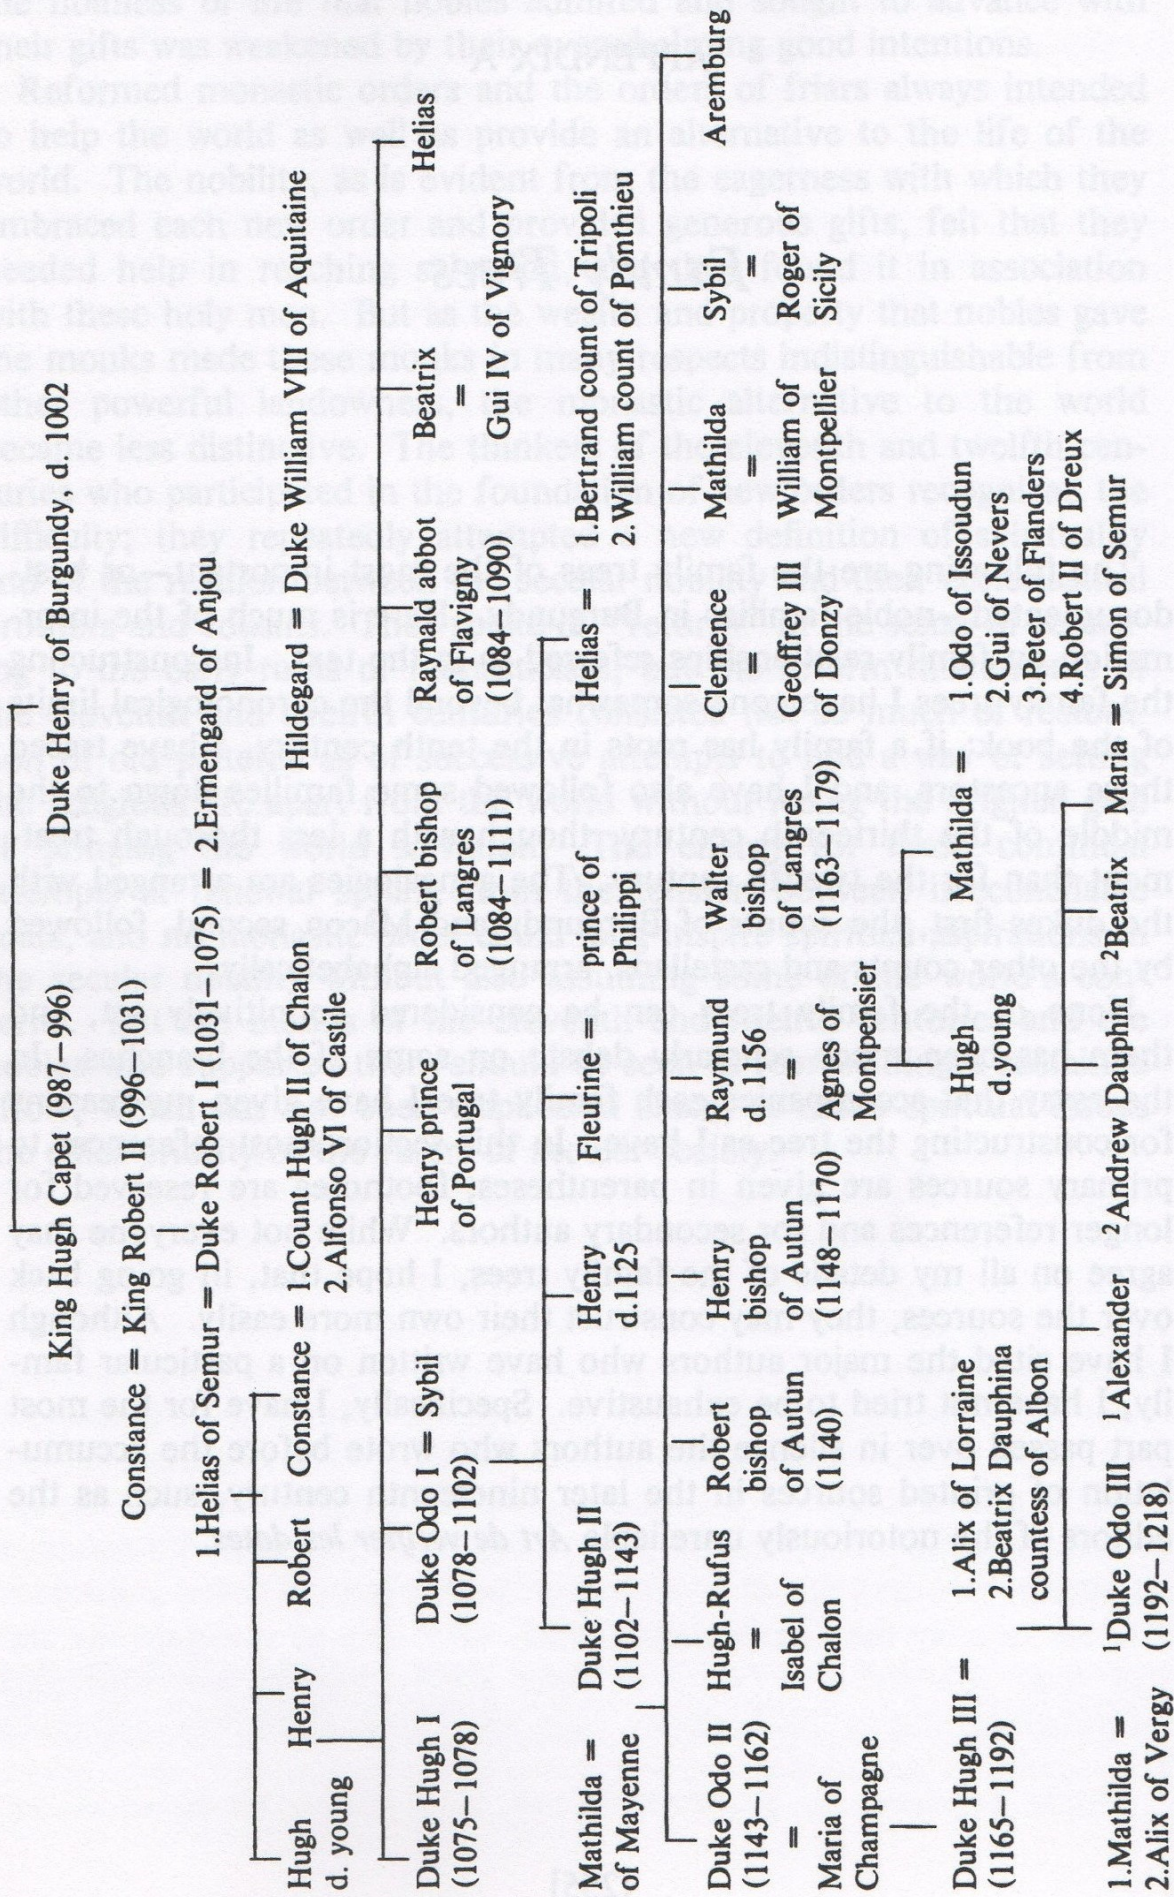 King Hugh Capet (987–996) Duke Henry of Burgundy, d. 1002
Constance = King Robert II (996–1031)
1.Helias of Semur = Duke Robert I (1031–1075) = 2 Ermengard of Anjou
Hugh Henry Robert Constance = 1Count Hugh II of Chalon Hildegard = Duke William VIII of Aquitaine
d. young 2.Alfonso VI of Castile
Duke Hugh I Duke Odo I = Sybil Henry prince Robert bishop Raynald abbot Beatrix Helias
(1075–1078) (1078–1102) of Portugal of Langres of Flavigny =
(1084–1111) (1084–1090) Gui IV of Vignory
Mathilda = Duke Hugh II Henry Fleurine = prince of Helias = 1 Betrand count of Tripoli
of Mayenne (1102–1143) d.1125 Philippi 2 William count of Ponthieu
Duke Odo II Hugh-Rufus Robert Henry Raymund Walter Clemence Mathilda Sybil Aremburg
(1143–1162) = bishop bishop d.1156 bishop = = =
= Isabel of of Autun of Autun = of Langres Geoffrey III William of Roger of
Maria of Chalon (1140) (1148–1170) Agnes of (1163–1179) of Donzy Montpellier Sicily
Champagne Montpensier
Duke Hugh III = 1.Alix of Lorraine Hugh Mathilda = 1.Odo of Issoudun
(1165–1192) 2.Beatrix Dauphina d.young 2.Gui of Nevers
countess of Albon 3.Peter of Flanders
4.Robert II of Dreux
1.Mathilda = 1Duke Odo III 1Alexander 2Andrew Dauphin 2Beatrix Maria = Simon of Semur
2.Alix of Vergy (1192–1218)